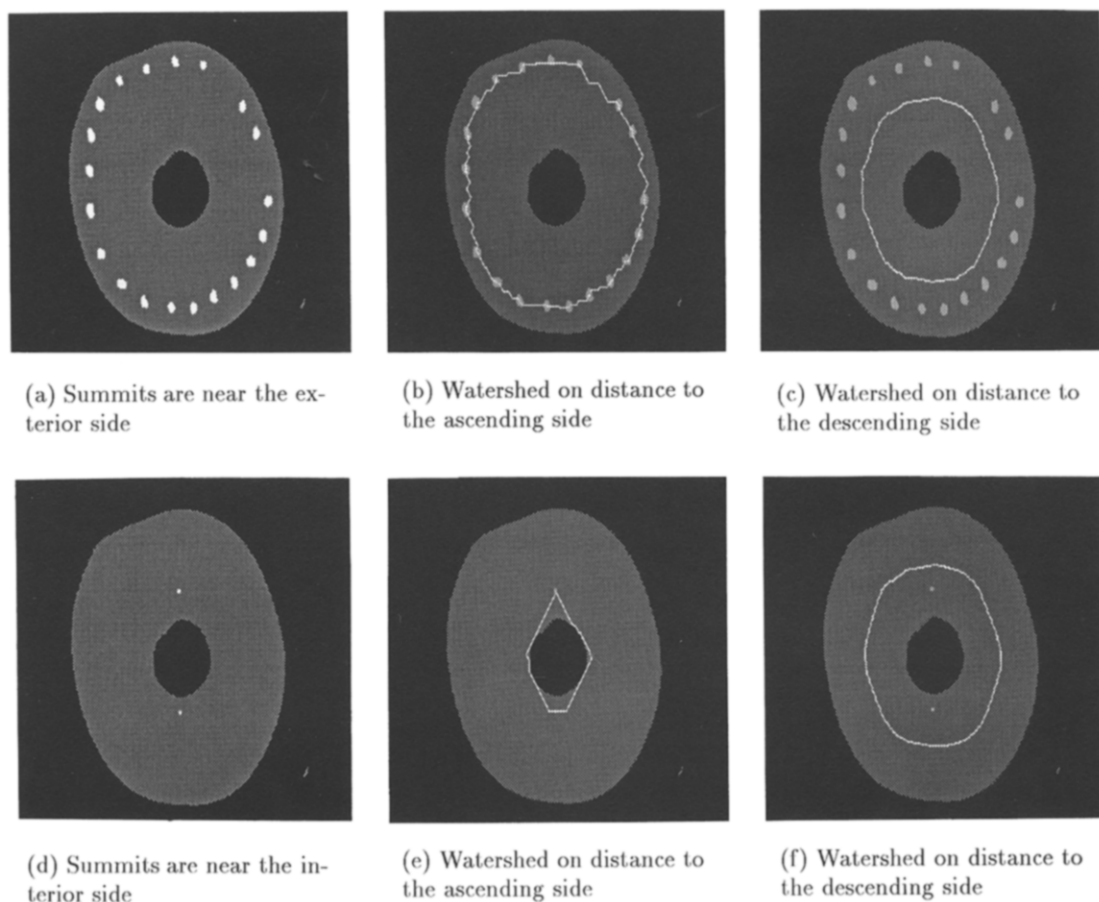 (a) Summits are near the ex-
terior side
(b) Watershed on distance to
the ascending side
(c) Watershed on distance to
the descending side
(d) Summits are near the in-
terior side
(e) Watershed on distance to
the ascending side
(f) Watershed on distance to
the descending side